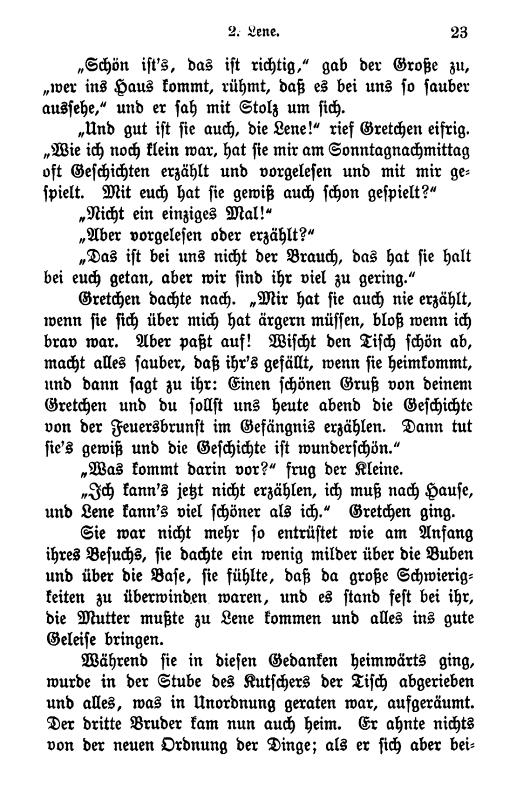 2. Lene. 23
„Schön ist's, das ist richtig,“ gab der Große zu,
„wer ins Haus kommt, rühmt, daß es bei uns so sauber
aussehe,“ und er sah mit Stolz um sich.
„Und gut ist sie auch, die Lene!“ rief Gretchen eifrig.
„Wie ich noch klein war, hat sie mir am Sonntagnachmittag
oft Geschichten erzählt und vorgelesen und mit mir ge-
spielt. Mit euch hat sie gewiß auch schon gespielt?“
„Nicht ein einziges Mal!“
„Aber vorgelesen oder erzählt?“
„Das ist bei uns nicht der Brauch, das hat sie halt
bei euch getan, aber wir sind ihr viel zu gering.“
Gretchen dachte nach. „Mir hat sie auch nie erzählt,
wenn sie sich über mich hat ärgern müssen, bloß wenn ich
brav war. Aber paßt auf! Wischt den Tisch schön ab,
macht alles sauber, daß ihr's gefällt, wenn sie heimkommt,
und dann sagt zu ihr: Einen schönen Gruß von deinem
Gretchen und du sollst uns heute abend die Geschichte
von der Feuersbrunst im Gefängnis erzählen. Dann tut
sie's gewiß und die Geschichte ist wunderschön.“
„Was kommt darin vor?“ frug der Kleine.
„Ich kann's jetzt nicht erzählen, ich muß nach Hause,
und Lene kann's viel schöner als ich.“ Gretchen ging.
Sie war nicht mehr so entrüstet wie am Anfang
ihres Besuchs, sie dachte ein wenig milder über die Buben
und über die Base, sie fühlte, daß da große Schwierig-
keiten zu überwinden waren, und es stand fest bei ihr,
die Mutter mußte zu Lene kommen und alles ins gute
Geleise bringen.
Während sie in diesen Gedanken heimwärts ging,
wurde in der Stube des Kutschers der Tisch abgerieben
und alles, was in Unordnung geraten war, aufgeräumt.
Der dritte Bruder kam nun auch heim. Er ahnte nichts
von der neuen Ordnung der Dinge; als er sich aber bei-